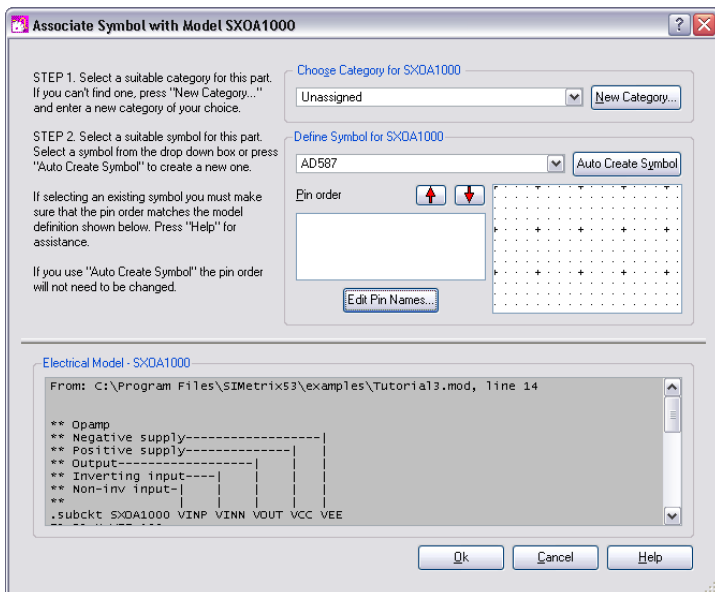 Associate Symbol with Model SXOA1000
STEP 1. Select a suitable category for this part.
If you can't find one, press "New Category..."
and enter a new category of your choice.
STEP 2. Select a suitable symbol for this part.
Select a symbol from the drop down box or press
"Auto Create Symbol" to create a new one.
If selecting an existing symbol you must make
sure that the pin order matches the model
definition shown below. Press "Help" for
assistance.
If you use "Auto Create Symbol" the pin order
will not need to be changed.
Choose Category for SXOA1000
Unassigned
New Category...
Define Symbol for SXOA1000
AD587
Auto Create Symbol
Pin order
Edit Pin Names...
Electrical Model - SXOA1000
From: C:\Program Files\SIMetrix53\examples\Tutorial3.mod, line 14
** Opamp
** Negative supply-------------------|
** Positive supply---------------|   |
** Output--------------------|   |   |
** Inverting input----|      |   |   |
** Non-inv input-|    |      |   |   |
**               |    |      |   |   |
.subckt SXOA1000 VINP VINN VOUT VCC VEE
Ok
Cancel
Help